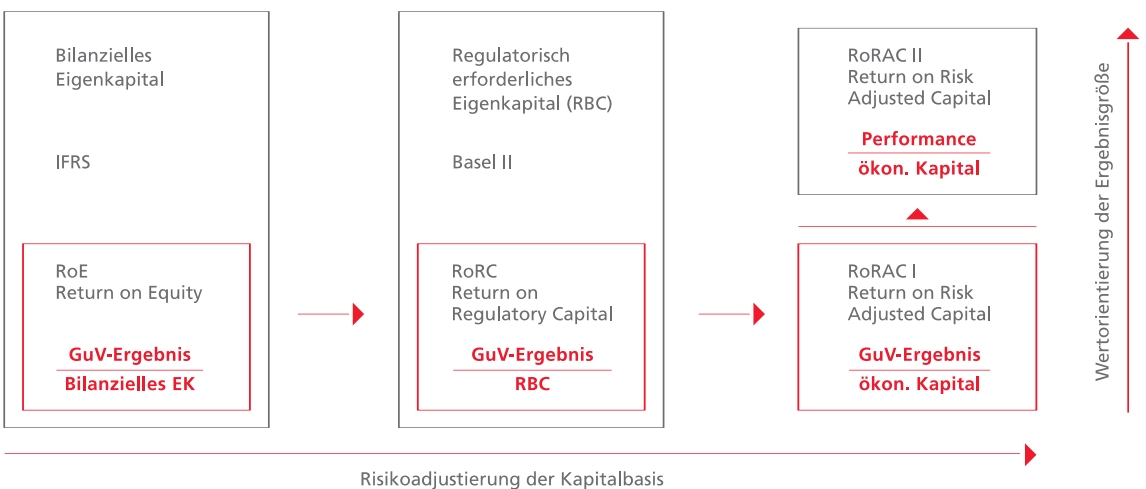 Bilanzielles
Eigenkapital
IFRS
RoE
Return on Equity
GuV-Ergebnis
Bilanzielles EK
Regulatorisch
erforderliches
Eigenkapital (RBC)
Basel II
RoRC
Return on
Regulatory Capital
GuV-Ergebnis
RBC
RoRAC II
Return on Risk
Adjusted Capital
Performance
ökon. Kapital
RoRAC I
Return on Risk
Adjusted Capital
GuV-Ergebnis
ökon. Kapital
Wertorientierung der Ergebnisgröße
Risikoadjustierung der Kapitalbasis